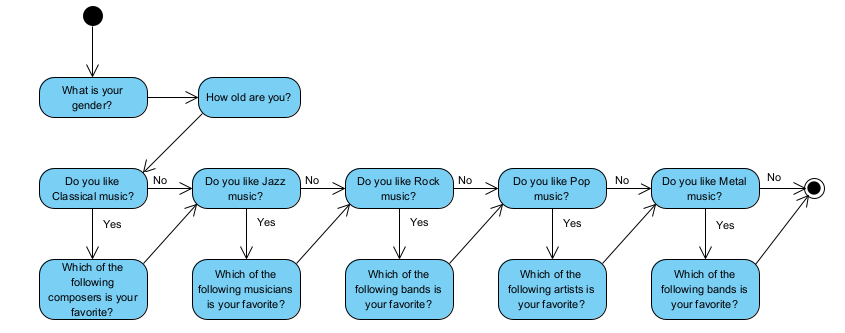 What is your
gender?
How old are you?
Do you like
Classical music?
No
Do you like Jazz
music?
No
Do you like Rock
music?
No
Do you like Pop
music?
No
Do you like Metal
music?
No
Yes
Yes
Yes
Yes
Yes
Which of the
following
composers is your
favorite?
Which of the
following musicians
is your favorite?
Which of the
following bands is
your favorite?
Which of the
following artists is
your favorite?
Which of the
following bands is
your favorite?